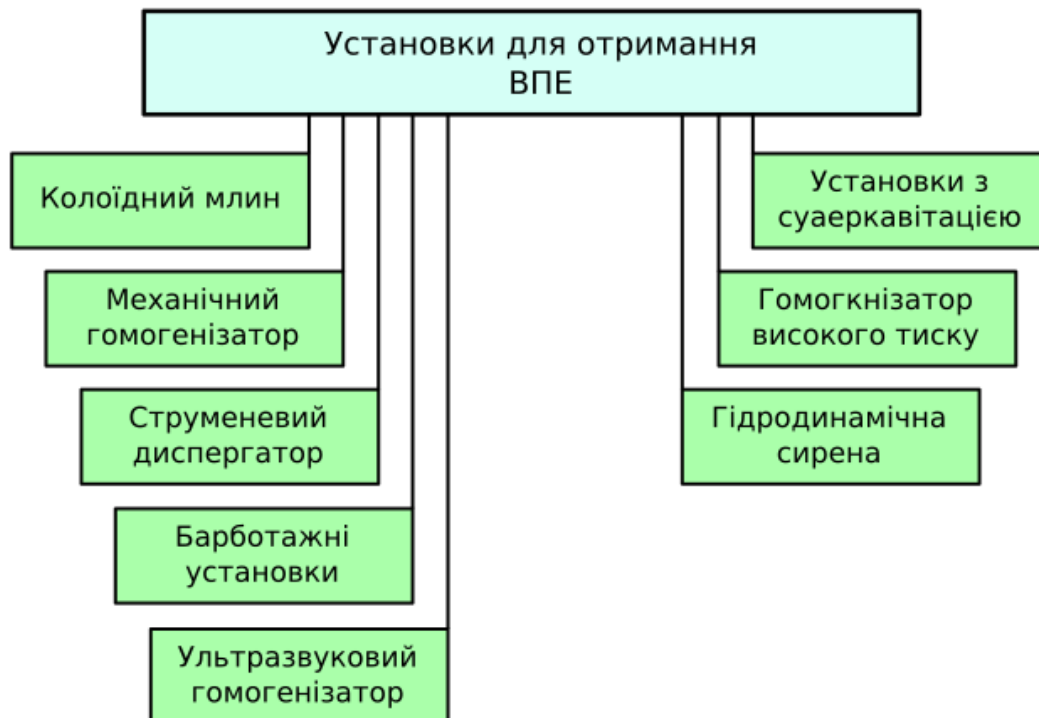 Установки для отримання
ВПЕ
Колоїдний млин
Механічний
гомогенізатор
Струменевий
диспергатор
Барботажні
установки
Ультразвуковий
гомогенізатор
Установки з
суаеркавітацією
Гомогкнізатор
високого тиску
Гідродинамічна
сирена